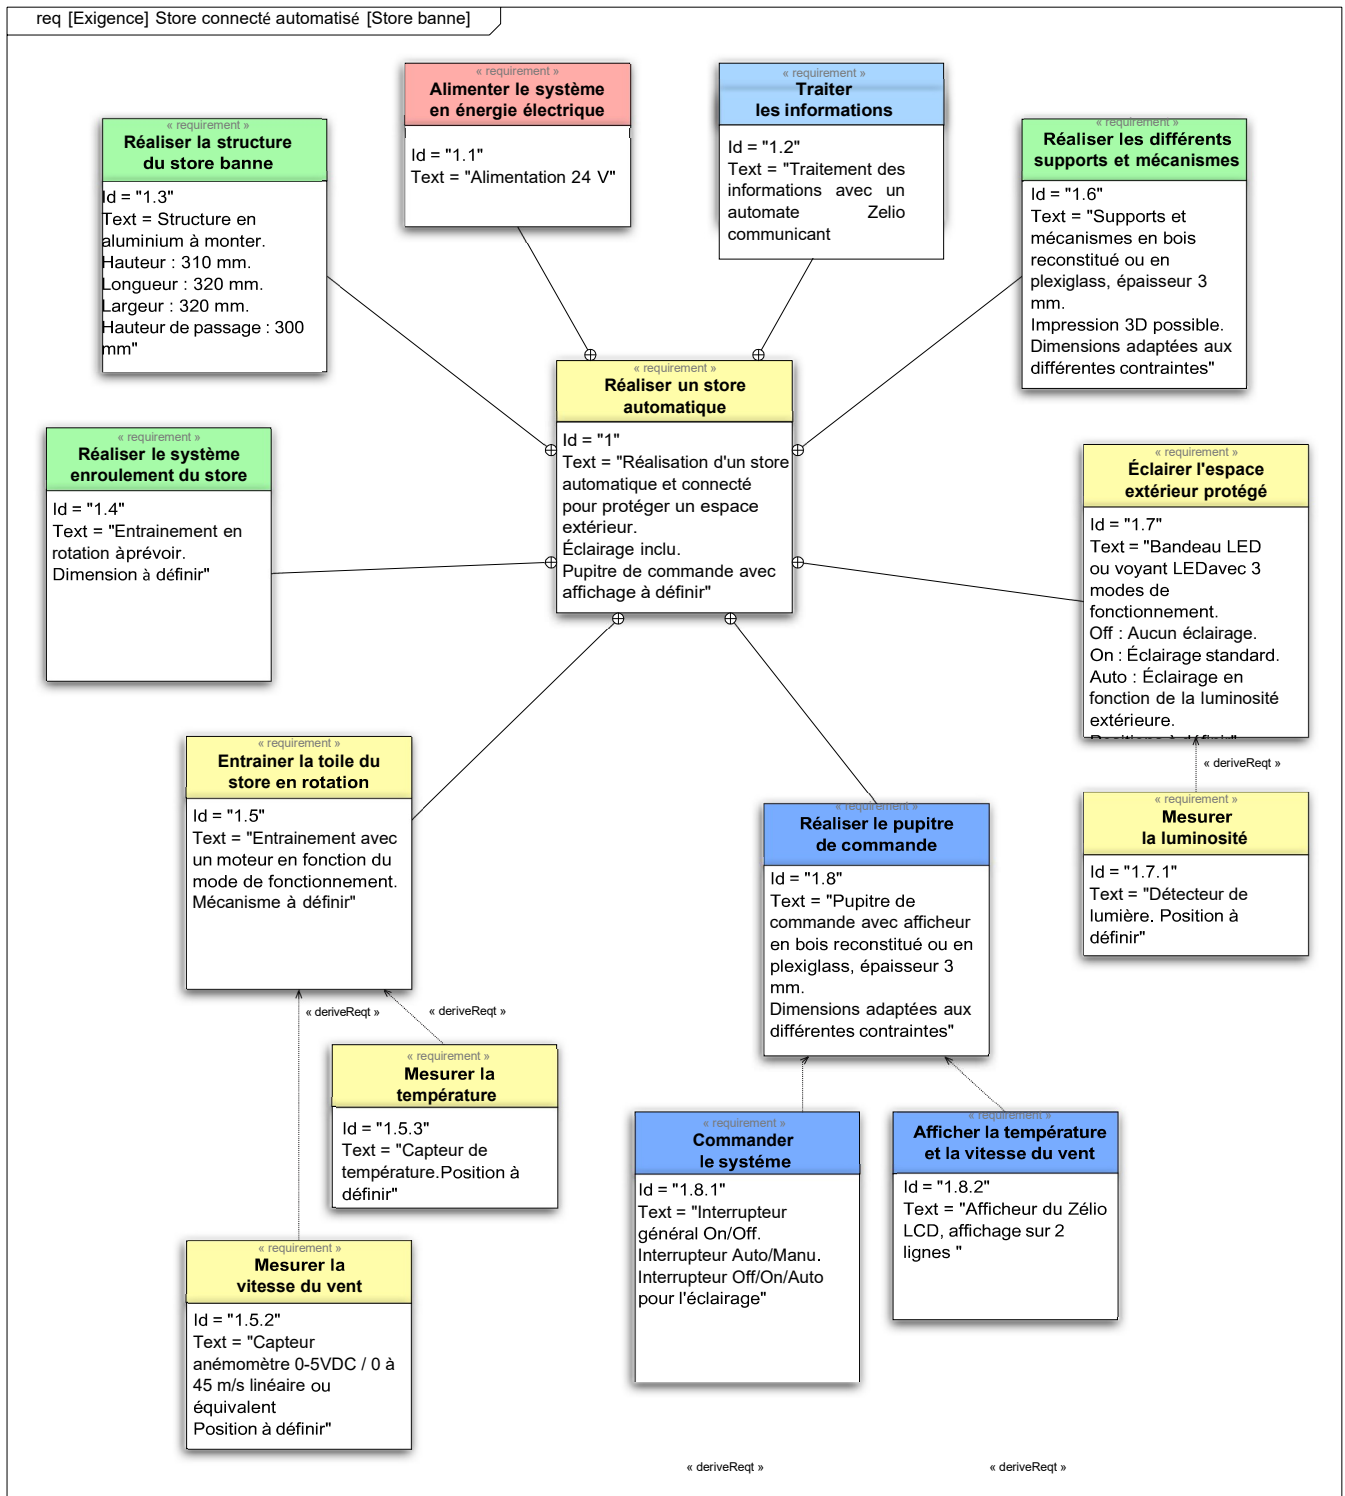 req [Exigence] Store connecté automatisé [Store banne]
« requirement »
Alimenter le système
en énergie électrique
Id = "1.1"
Text = "Alimentation 24 V"
« requirement »
Traiter
les informations
Id = "1.2"
Text = "Traitement des
informations avec un
automate Zelio
communicant
« requirement »
Réaliser la structure
du store banne
Id = "1.3"
Text = Structure en
aluminium à monter.
Hauteur : 310 mm.
Longueur : 320 mm.
Largeur : 320 mm.
Hauteur de passage : 300
mm"
« requirement »
Réaliser les différents
supports et mécanismes
Id = "1.6"
Text = "Supports et
mécanismes en bois
reconstitué ou en
plexiglass, épaisseur 3
mm.
Impression 3D possible.
Dimensions adaptées aux
différentes contraintes"
« requirement »
Réaliser un store
automatique
Id = "1"
Text = "Réalisation d'un store
automatique et connecté
pour protéger un espace
extérieur.
Éclairage inclu.
Pupitre de commande avec
affichage à définir"
« requirement »
Réaliser le système
enroulement du store
Id = "1.4"
Text = "Entrainement en
rotation àprévoir.
Dimension à définir"
« requirement »
Éclairer l'espace
extérieur protégé
Id = "1.7"
Text = "Bandeau LED
ou voyant LEDavec 3
modes de
fonctionnement.
Off : Aucun éclairage.
On : Éclairage standard.
Auto : Éclairage en
fonction de la luminosité
extérieure.
Positions à définir"
« deriveReqt »
« requirement »
Mesurer
la luminosité
Id = "1.7.1"
Text = "Détecteur de
lumière. Position à
définir"
« requirement »
Entrainer la toile du
store en rotation
Id = "1.5"
Text = "Entrainement avec
un moteur en fonction du
mode de fonctionnement.
Mécanisme à définir"
« deriveReqt »
« deriveReqt »
« requirement »
Réaliser le pupitre
de commande
Id = "1.8"
Text = "Pupitre de
commande avec afficheur
en bois reconstitué ou en
plexiglass, épaisseur 3
mm.
Dimensions adaptées aux
différentes contraintes"
« requirement »
Mesurer la
température
Id = "1.5.3"
Text = "Capteur de
température.Position à
définir"
« requirement »
Commander
le systéme
Id = "1.8.1"
Text = "Interrupteur
général On/Off.
Interrupteur Auto/Manu.
Interrupteur Off/On/Auto
pour l'éclairage"
« requirement »
Afficher la température
et la vitesse du vent
Id = "1.8.2"
Text = "Afficheur du Zélio
LCD, affichage sur 2
lignes "
« requirement »
Mesurer la
vitesse du vent
Id = "1.5.2"
Text = "Capteur
anémomètre 0-5VDC / 0 à
45 m/s linéaire ou
équivalent
Position à définir"
« deriveReqt »
« deriveReqt »